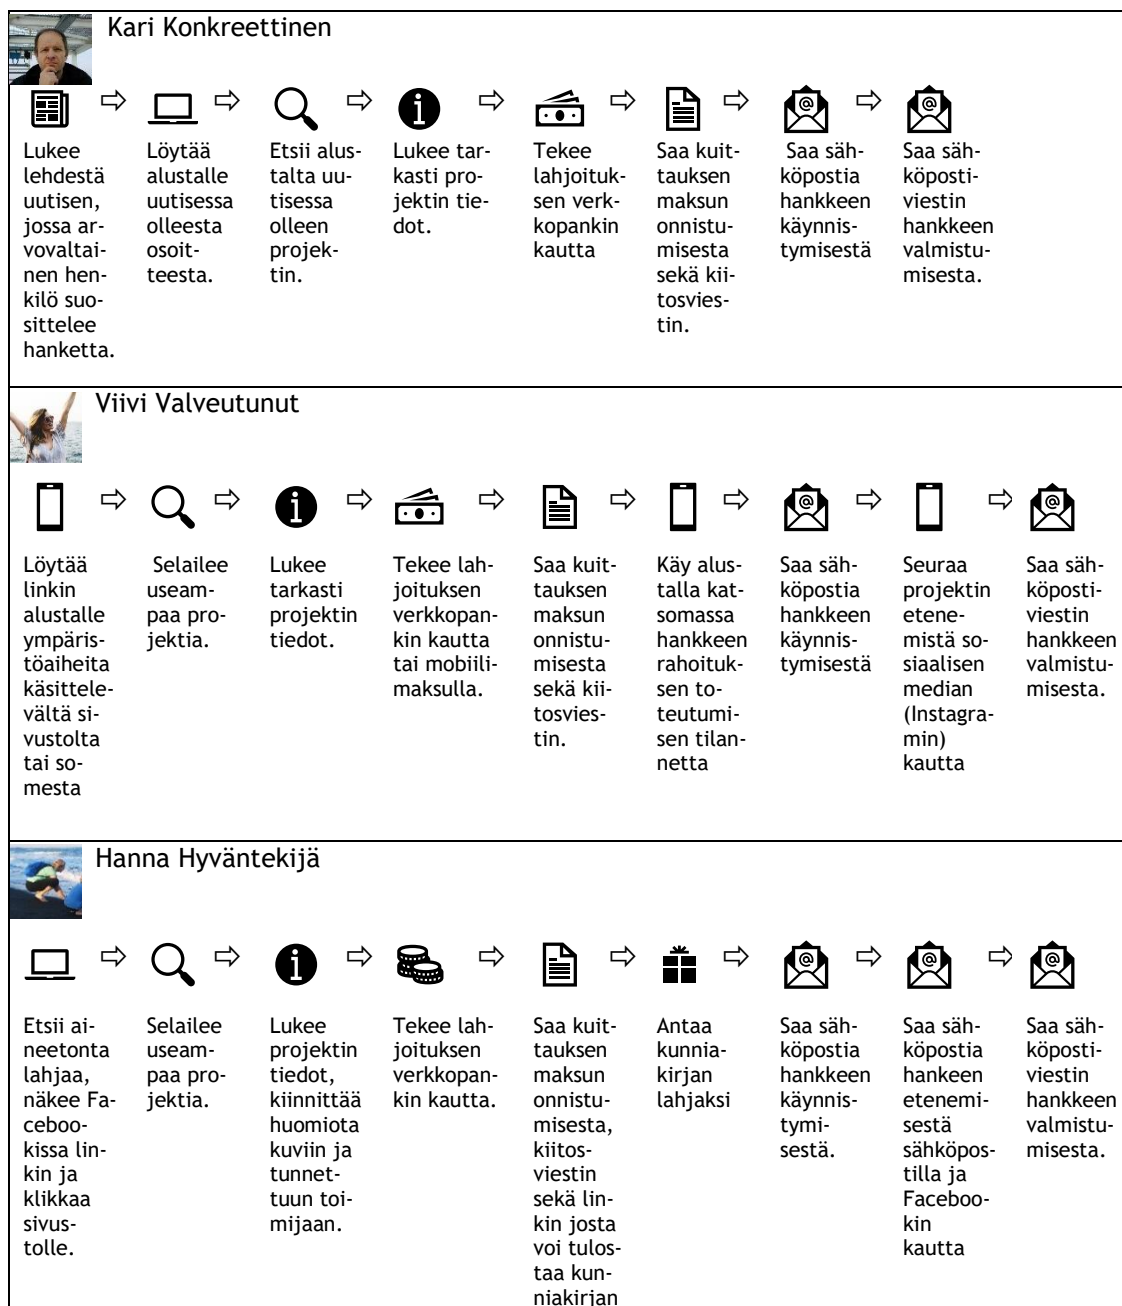 Kari Konkreettinen
Lukee
lehdestä
uutisen,
jossa ar-
vovaltai-
nen hen-
kilö suo-
sittelee
hanketta.
Löytää
alustalle
uutisessa
olleesta
osoit-
teesta.
Etsii alus-
talta uu-
tisessa
olleen
projek-
tin.
Lukee tar-
kasti pro-
jektin tie-
dot.
Tekee
lahjoituk-
sen verk-
kopankin
kautta
Saa kuit-
tauksen
maksun
onnistu-
misesta
sekä kii-
tosvies-
tin.
Saa säh-
köpostia
hankkeen
käynnis-
tymisestä
Saa säh-
köposti-
viestin
hankkeen
valmistu-
misesta.
Viivi Valveutunut
Löytää
linkin
alustalle
ympäris-
töaiheita
käsittele-
vältä si-
vustolta
tai so-
mesta
Selailee
useam-
paa pro-
jektia.
Lukee
tarkasti
projektin
tiedot.
Tekee lah-
joituksen
verkkopan-
kin kautta
tai mobiili-
maksulla.
Saa kuit-
tauksen
maksun
onnistu-
misesta
sekä kii-
tosvies-
tin.
Käy alus-
talla kat-
somassa
hankkeen
rahoituk-
sen to-
teutumi-
sen tilan-
netta
Saa säh-
köpostia
hankkeen
käynnis-
tymisestä
Seuraa
projektin
etene-
mistä so-
siaalisen
median
(Instagra-
min)
kautta
Saa säh-
köposti-
viestin
hankkeen
valmistu-
misesta.
Hanna Hyväntekijä
Etsii ai-
neetonta
lahjaa,
näkee Fa-
ceboo-
kissa lin-
kin ja
klikkaa
sivus-
tolle.
Selailee
useam-
paa pro-
jektia.
Lukee
projektin
tiedot,
kiinnittää
huomiota
kuviin ja
tunnet-
tuun toi-
mijaan.
Tekee lah-
joituksen
verkkopan-
kin kautta.
Saa kuit-
tauksen
maksun
onnistu-
misesta,
kiitos-
viestin
sekä lin-
kin josta
voi tulos-
taa kun-
niakirjan
Antaa
kunnia-
kirjan
lahjaksi
Saa säh-
köpostia
hankkeen
käynnis-
tymi-
sestä.
Saa säh-
köpostia
hankeen
etenemi-
sestä
sähköpos-
tilla ja
Faceboo-
kin
kautta
Saa säh-
köposti-
viestin
hankkeen
valmistu-
misesta.